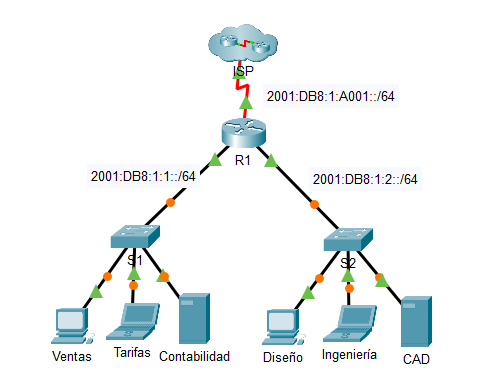 ISP
2001:DB8:1:A001::/64
R1
2001:DB8:1:1::/64
2001:DB8:1:2::/64
S1
S2
Ventas
Tarifas
Contabilidad
Diseño
Ingeniería
CAD